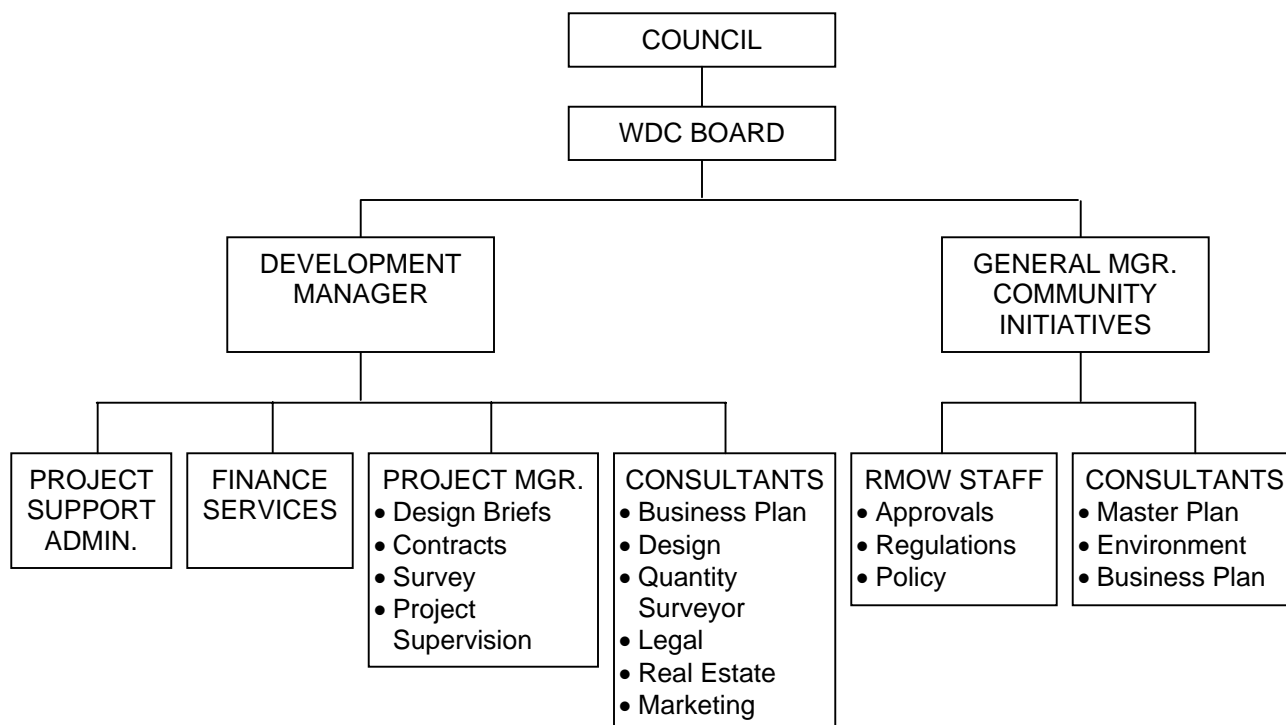 COUNCIL
WDC BOARD
DEVELOPMENT
MANAGER
GENERAL MGR.
COMMUNITY
INITIATIVES
PROJECT
SUPPORT
ADMIN.
FINANCE
SERVICES
PROJECT MGR.
• Design Briefs
• Contracts
• Survey
• Project
Supervision
CONSULTANTS
• Business Plan
• Design
• Quantity
Surveyor
• Legal
• Real Estate
• Marketing
RMOW STAFF
• Approvals
• Regulations
• Policy
CONSULTANTS
• Master Plan
• Environment
• Business Plan